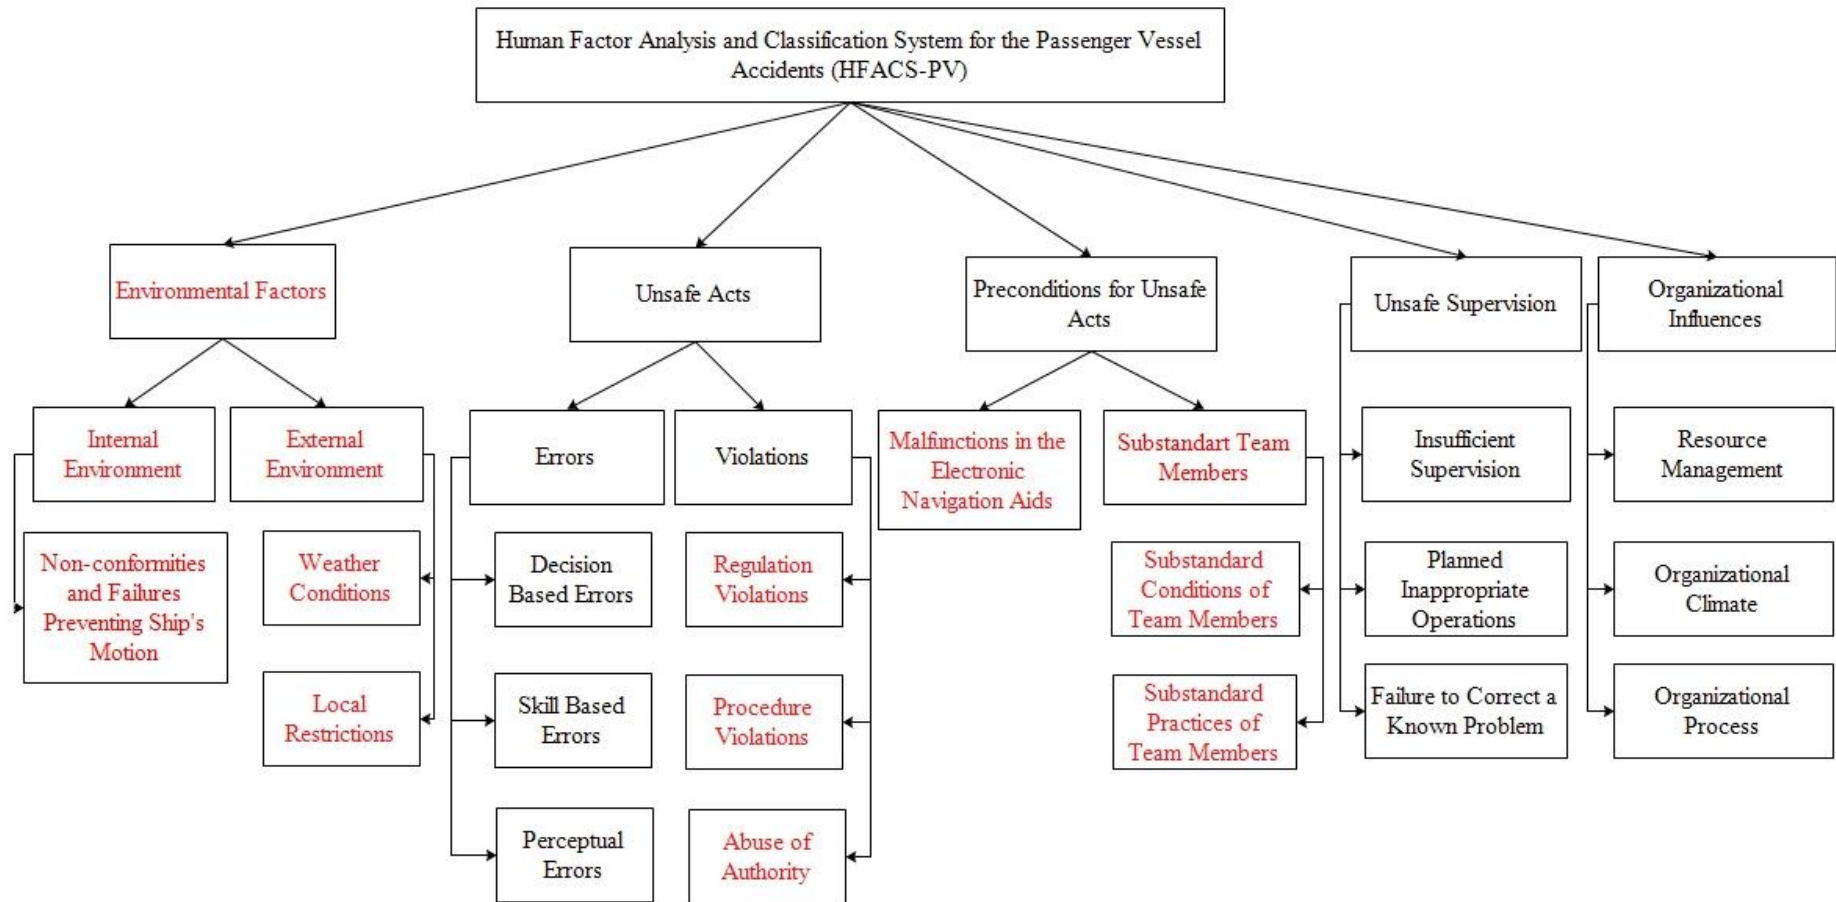 Human Factor Analysis and Classification System for the Passenger Vessel
Accidents (HFACS-PV)
Environmental Factors
Unsafe Acts
Preconditions for Unsafe
Acts
Unsafe Supervision
Organizational
Influences
Internal
Environment
External
Environment
Errors
Violations
Malfunctions in the
Electronic
Navigation Aids
Substandart Team
Members
Insufficient
Supervision
Resource
Management
Non-conformities
and Failures
Preventing Ship's
Motion
Weather
Conditions
Decision
Based Errors
Regulation
Violations
Substandard
Conditions of
Team Members
Planned
Inappropriate
Operations
Organizational
Climate
Local
Restrictions
Skill Based
Errors
Procedure
Violations
Substandard
Practices of
Team Members
Failure to Correct a
Known Problem
Organizational
Process
Perceptual
Errors
Abuse of
Authority